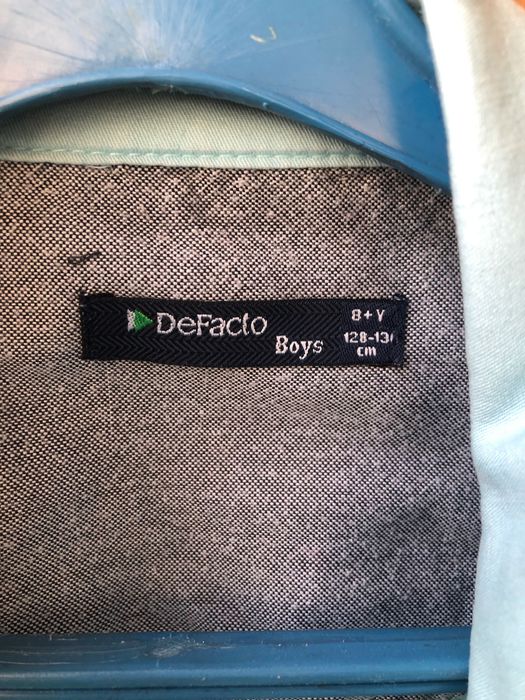 DeFacto
Boys
8+ Y
cm